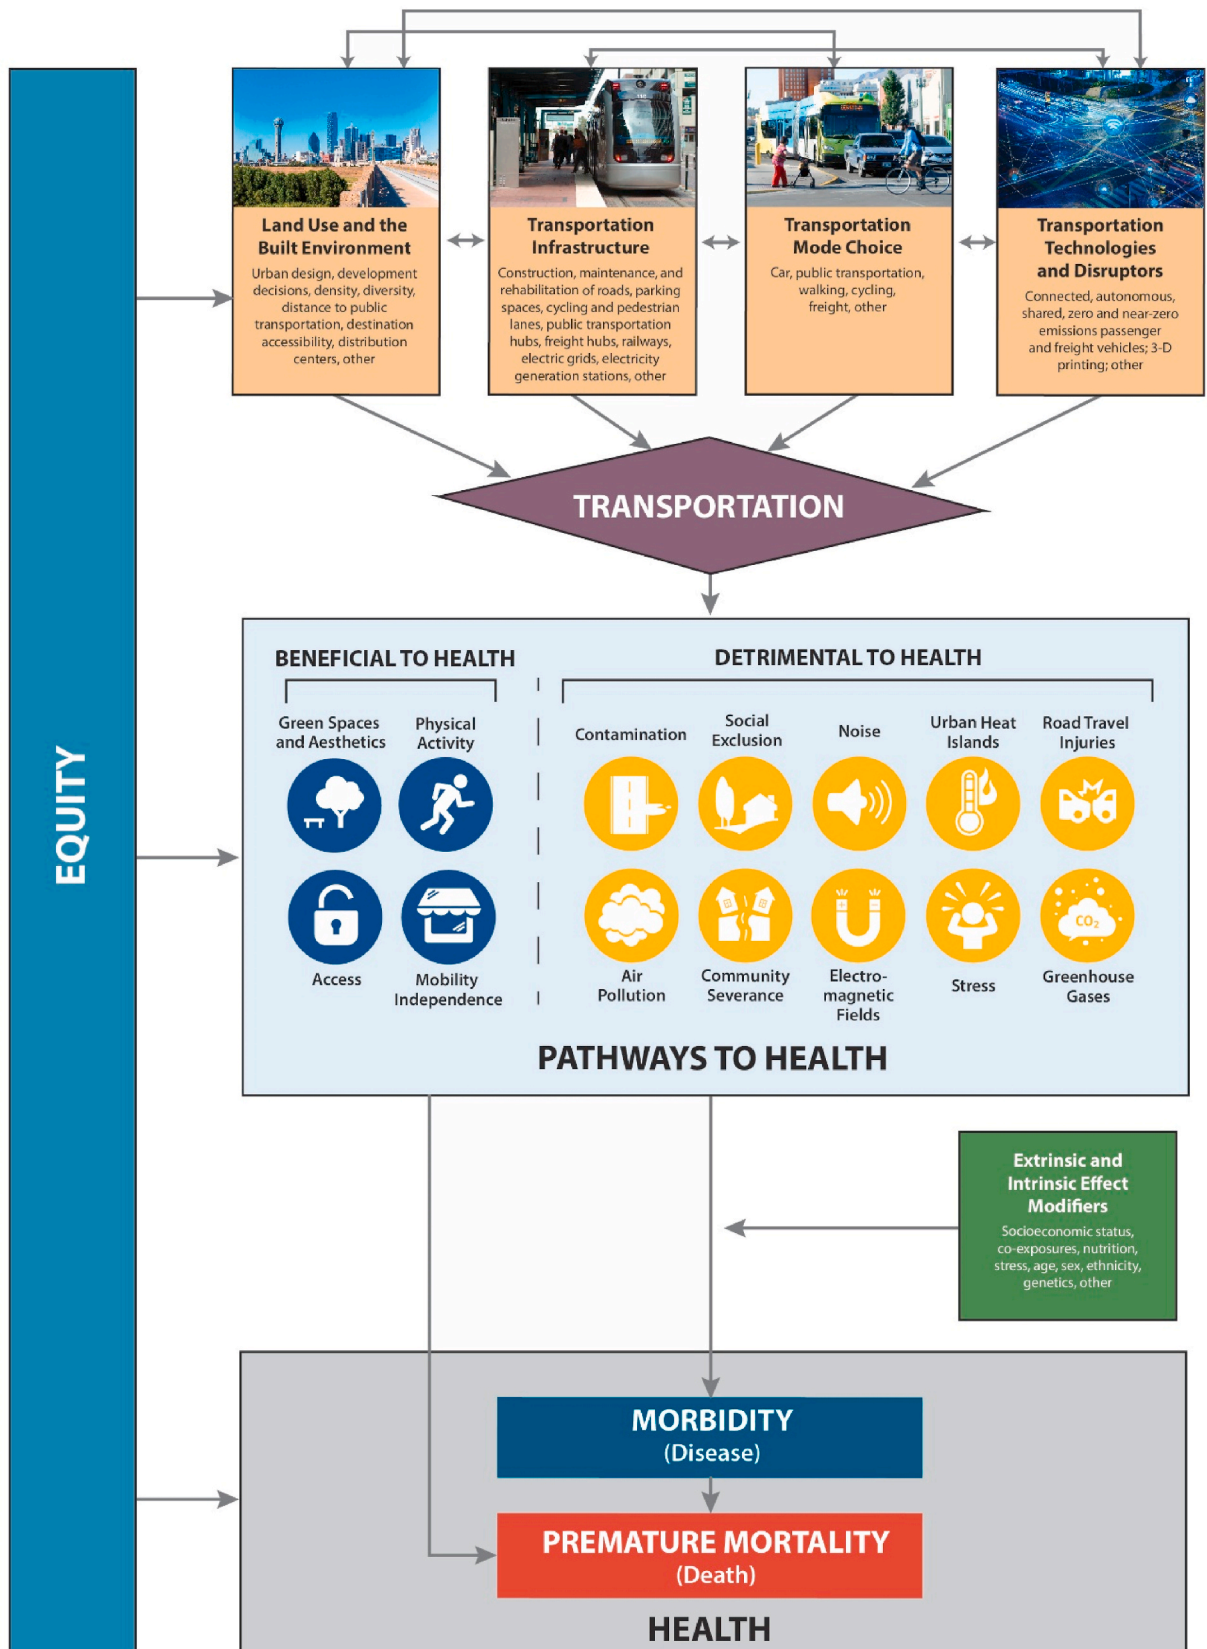 Land Use and the
Built Environment
Urban design, development
decisions, density, diversity,
distance to public
transportation, destination
accessibility, distribution
centers, other
Transportation
Infrastructure
Construction, maintenance, and
rehabilitation of roads, parking
spaces, cycling and pedestrian
lanes, public transportation
hubs, freight hubs, railways,
electric grids, electricity
generation stations, other
Transportation
Mode Choice
Car, public transportation,
walking, cycling,
freight, other
Transportation
Technologies
and Disruptors
Connected, autonomous,
shared, zero and near-zero
emissions passenger
and freight vehicles; 3-D
printing; other
TRANSPORTATION
EQUITY
BENEFICIAL TO HEALTH
Green Spaces
and Aesthetics
Physical
Activity
Access
Mobility
Independence
DETRIMENTAL TO HEALTH
Contamination
Social
Exclusion
Noise
Urban Heat
Islands
Road Travel
Injuries
Air
Pollution
Community
Severance
Electro-
magnetic
Fields
Stress
CO₂
Greenhouse
Gases
PATHWAYS TO HEALTH
Extrinsic and
Intrinsic Effect
Modifiers
Socioeconomic status,
co-exposures, nutrition,
stress, age, sex, ethnicity,
genetics, other
MORBIDITY
(Disease)
PREMATURE MORTALITY
(Death)
HEALTH